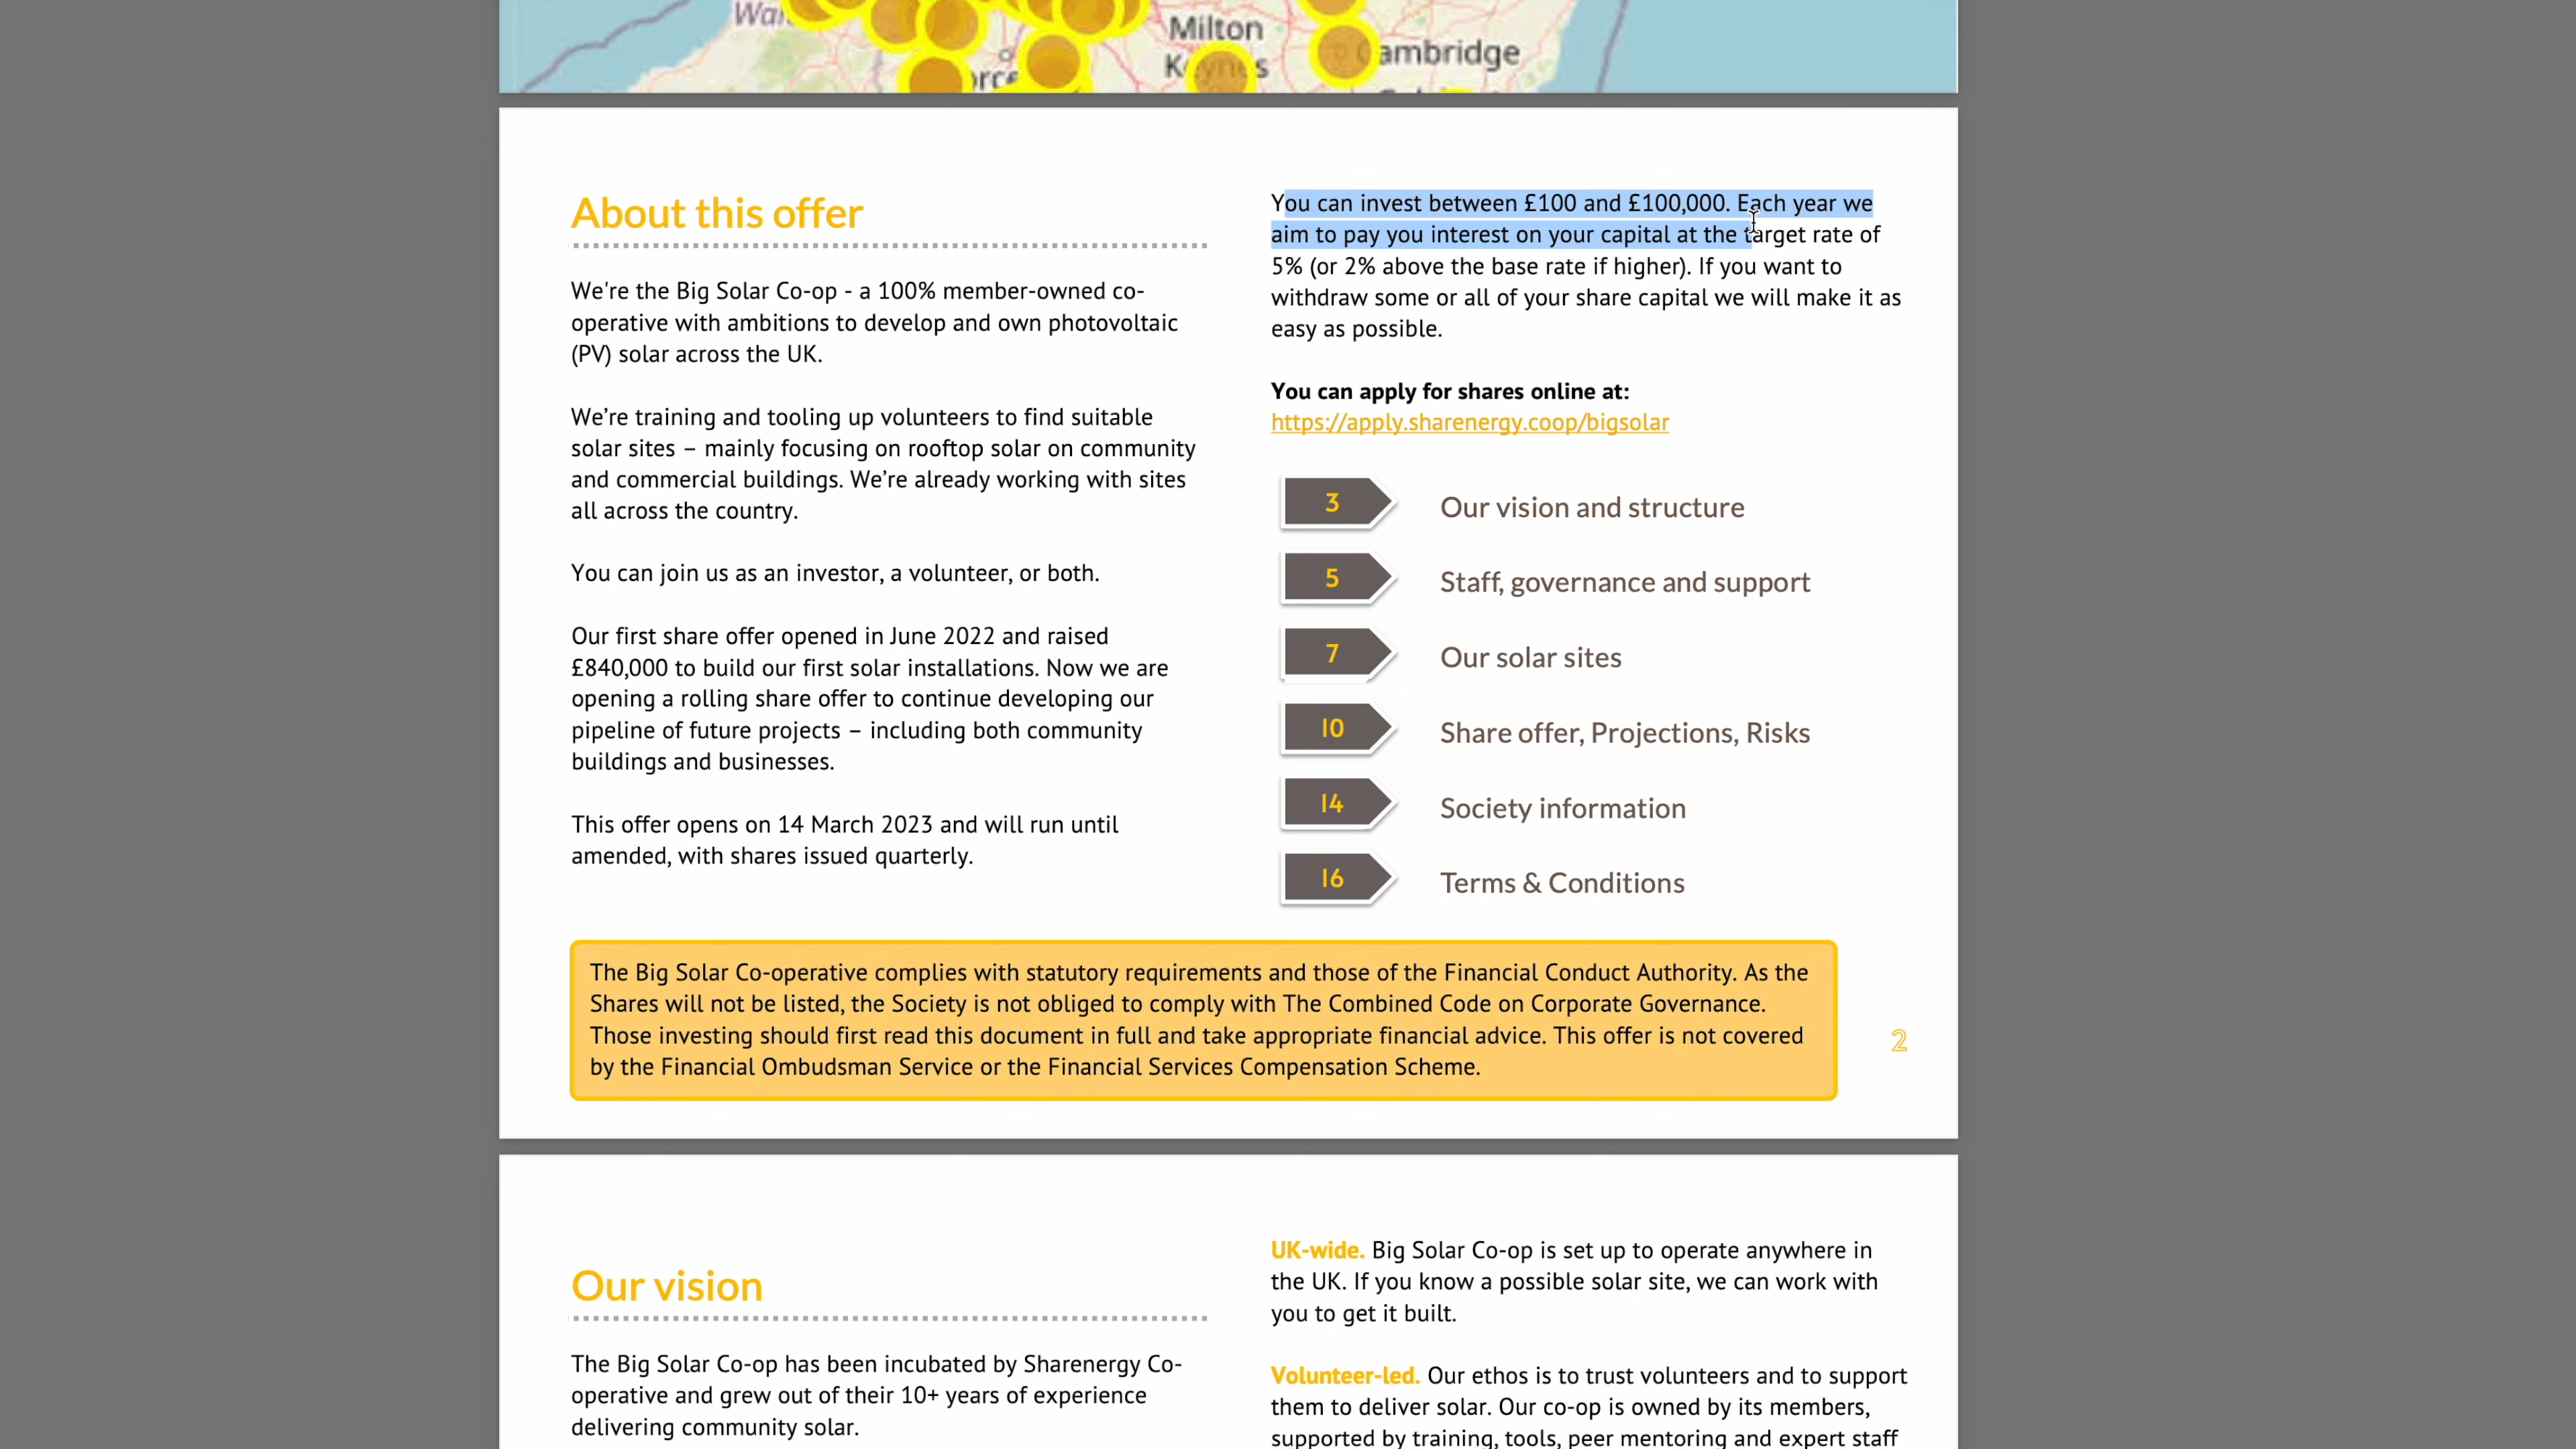 Milton
Keynes
Cambridge
About this offer
We're the Big Solar Co-op - a 100% member-owned co-
operative with ambitions to develop and own photovoltaic
(PV) solar across the UK.
We’re training and tooling up volunteers to find suitable
solar sites – mainly focusing on rooftop solar on community
and commercial buildings. We’re already working with sites
all across the country.
You can join us as an investor, a volunteer, or both.
Our first share offer opened in June 2022 and raised
£840,000 to build our first solar installations. Now we are
opening a rolling share offer to continue developing our
pipeline of future projects – including both community
buildings and businesses.
This offer opens on 14 March 2023 and will run until
amended, with shares issued quarterly.
You can invest between £100 and £100,000. Each year we
aim to pay you interest on your capital at the target rate of
5% (or 2% above the base rate if higher). If you want to
withdraw some or all of your share capital we will make it as
easy as possible.
You can apply for shares online at:
https://apply.sharenergy.coop/bigsolar
3 Our vision and structure
5 Staff, governance and support
7 Our solar sites
10 Share offer, Projections, Risks
14 Society information
16 Terms & Conditions
The Big Solar Co-operative complies with statutory requirements and those of the Financial Conduct Authority. As the
Shares will not be listed, the Society is not obliged to comply with The Combined Code on Corporate Governance.
Those investing should first read this document in full and take appropriate financial advice. This offer is not covered
by the Financial Ombudsman Service or the Financial Services Compensation Scheme.
2
Our vision
The Big Solar Co-op has been incubated by Sharenergy Co-
operative and grew out of their 10+ years of experience
delivering community solar.
UK-wide. Big Solar Co-op is set up to operate anywhere in
the UK. If you know a possible solar site, we can work with
you to get it built.
Volunteer-led. Our ethos is to trust volunteers and to support
them to deliver solar. Our co-op is owned by its members,
supported by training, tools, peer mentoring and expert staff